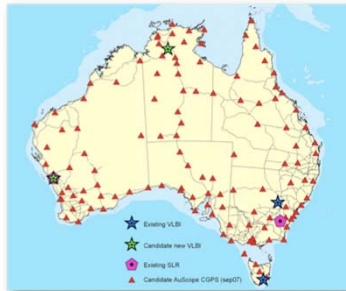 Existing VLBI
Candidate new VLBI
Existing SLR
Candidate AuScope CGPS (sep07)